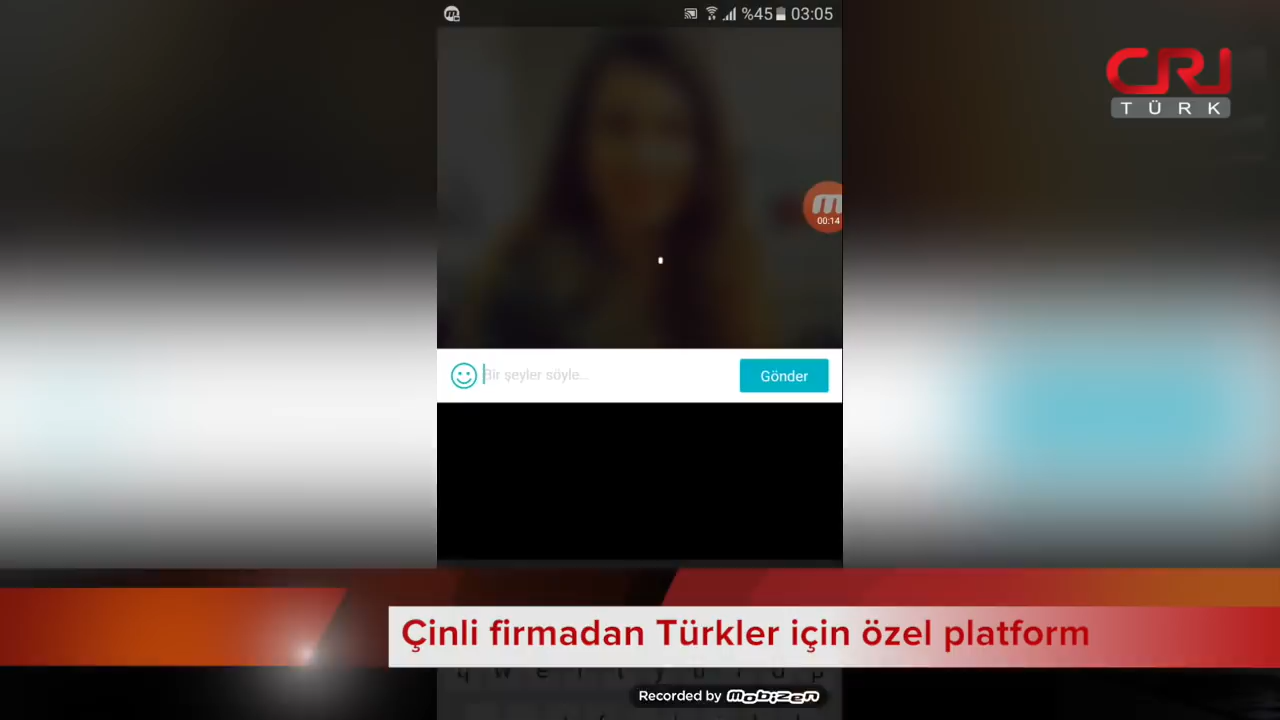 %45 03:05
CRI
TÜRK
m
00:14
Bir şeyler söyle...
Gönder
Çinli firmadan Türkler için özel platform
Recorded by mobizen